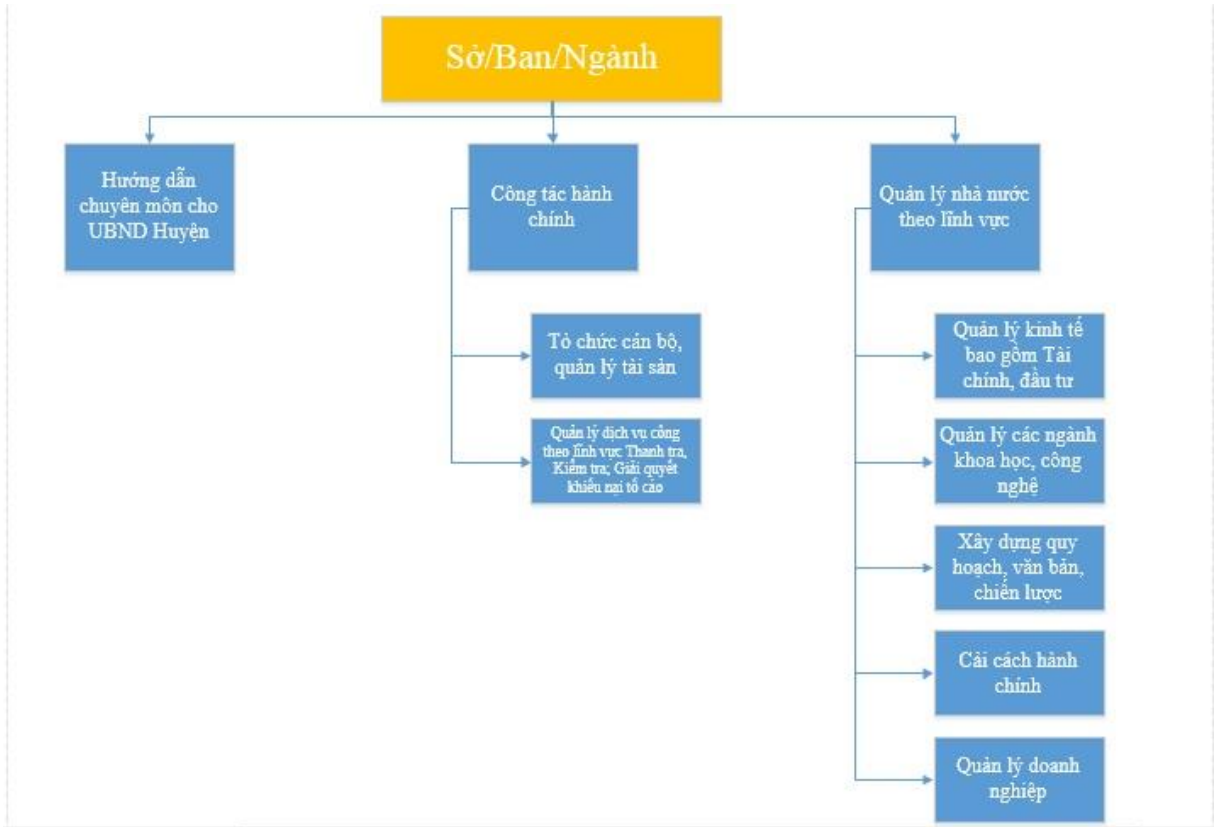 Sở/Ban/Ngành
Hướng dẫn
chuyên môn cho
UBND Huyện
Công tác hành
chính
Quản lý nhà nước
theo lĩnh vực
Tổ chức cán bộ,
quản lý tài sản
Quản lý dịch vụ công
theo lĩnh vực Thanh tra,
Kiểm tra; Giải quyết
khiếu nại tố cáo
Quản lý kinh tế
bao gồm Tài
chính, đầu tư
Quản lý các ngành
khoa học, công
nghệ
Xây dựng quy
hoạch, văn bản,
chiến lược
Cải cách hành
chính
Quản lý doanh
nghiệp